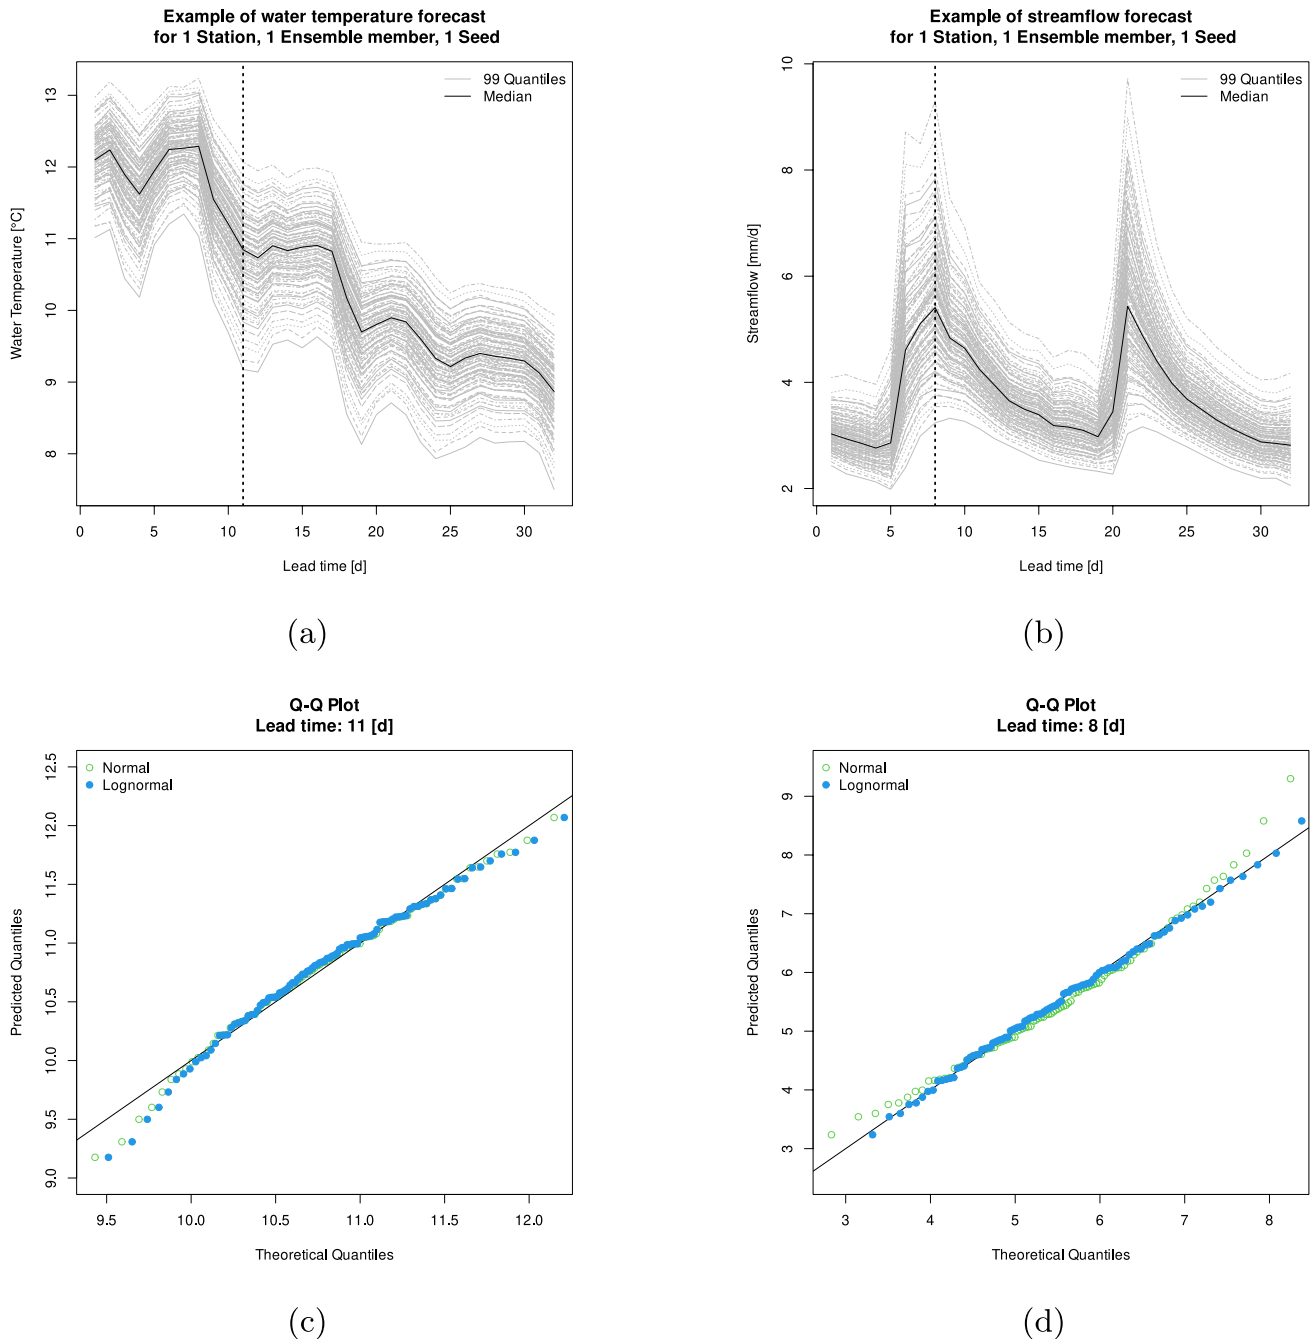 Example of water temperature forecast
for 1 Station, 1 Ensemble member, 1 Seed
99 Quantiles
Median
Water Temperature [°C]
13
12
11
10
9
8
0 5 10 15 20 25 30
Lead time [d]
(a)
Example of streamflow forecast
for 1 Station, 1 Ensemble member, 1 Seed
99 Quantiles
Median
Streamflow [mm/d]
10
8
6
4
2
0 5 10 15 20 25 30
Lead time [d]
(b)
Q-Q Plot
Lead time: 11 [d]
Normal
Lognormal
Predicted Quantiles
12.5
12.0
11.5
11.0
10.5
10.0
9.5
9.0
9.5 10.0 10.5 11.0 11.5 12.0
Theoretical Quantiles
(c)
Q-Q Plot
Lead time: 8 [d]
Normal
Lognormal
Predicted Quantiles
9
8
7
6
5
4
3
3 4 5 6 7 8
Theoretical Quantiles
(d)